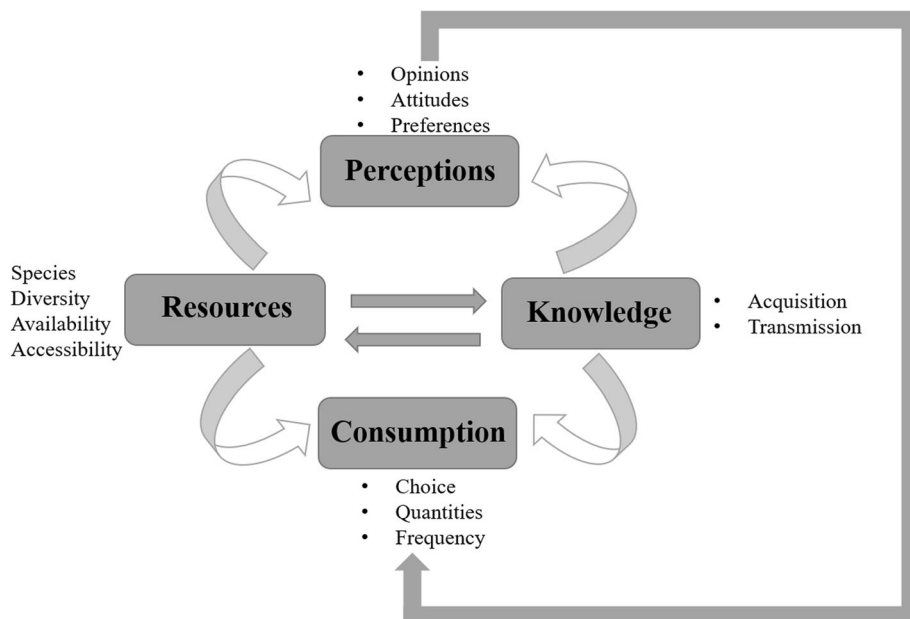 • Opinions
• Attitudes
• Preferences
Perceptions
Species
Diversity
Availability
Accessibility
Resources
Knowledge
• Acquisition
• Transmission
Consumption
• Choice
• Quantities
• Frequency